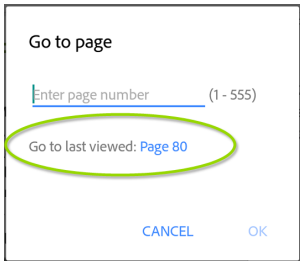 Go to page
Enter page number (1 - 555)
Go to last viewed: Page 80
CANCEL OK